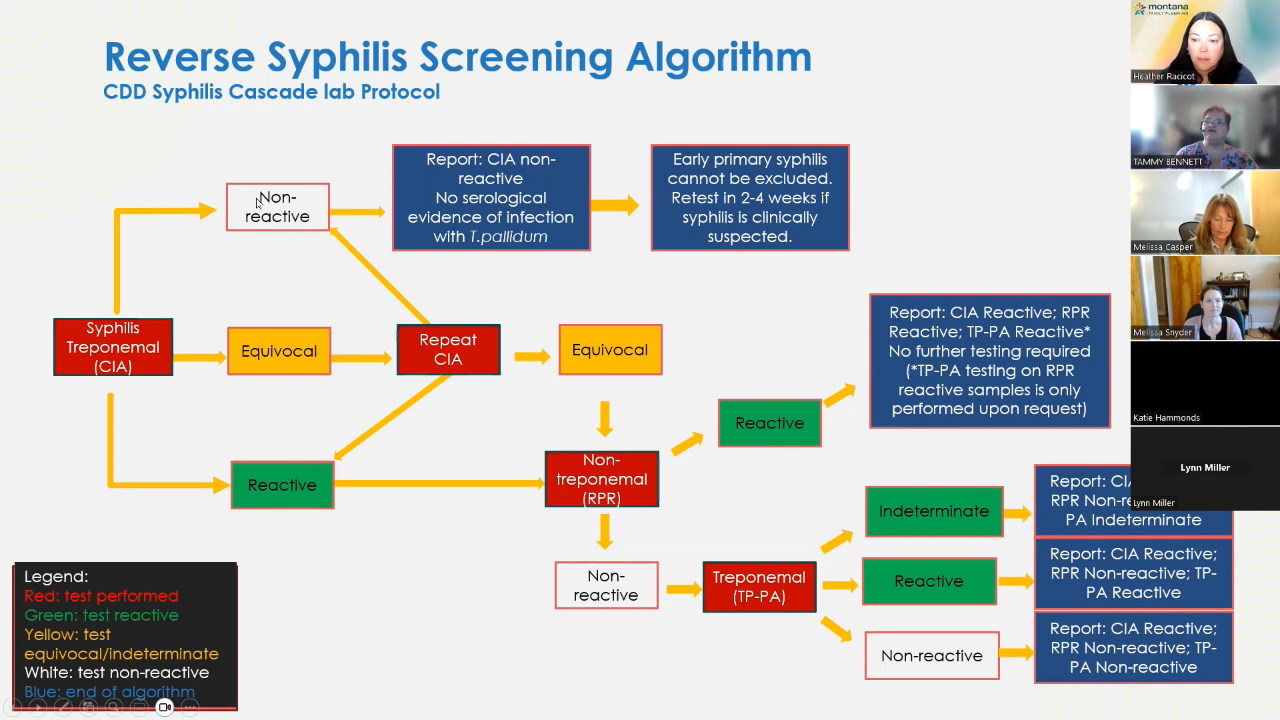 Reverse Syphilis Screening Algorithm
CDD Syphilis Cascade lab Protocol
Non-
reactive
Report: CIA non-
reactive
No serological
evidence of infection
with T.pallidum
Early primary syphilis
cannot be excluded.
Retest in 2-4 weeks if
syphilis is clinically
suspected.
Syphilis
Treponemal
(CIA)
Equivocal
Repeat
CIA
Equivocal
Report: CIA Reactive; RPR
Reactive; TP-PA Reactive*
No further testing required
(*TP-PA testing on RPR
reactive samples is only
performed upon request)
Reactive
Reactive
Non-
treponemal
(RPR)
Indeterminate
Report:
RPR
PA Indeterminate
Non-
reactive
Treponemal
(TP-PA)
Reactive
Report: CIA Reactive;
RPR Non-reactive; TP-
PA Reactive
Non-reactive
Report: CIA Reactive;
RPR Non-reactive; TP-
PA Non-reactive
Legend:
Red: test performed
Green: test reactive
Yellow: test
equivocal/indeterminate
White: test non-reactive
Blue: end of algorithm
montana
FAMILY PLANNING
Heather Racicot
TAMMY BENNETT
Melissa Casper
Melissa Snyder
Katie Hammonds
Lynn Miller
Lynn Miller